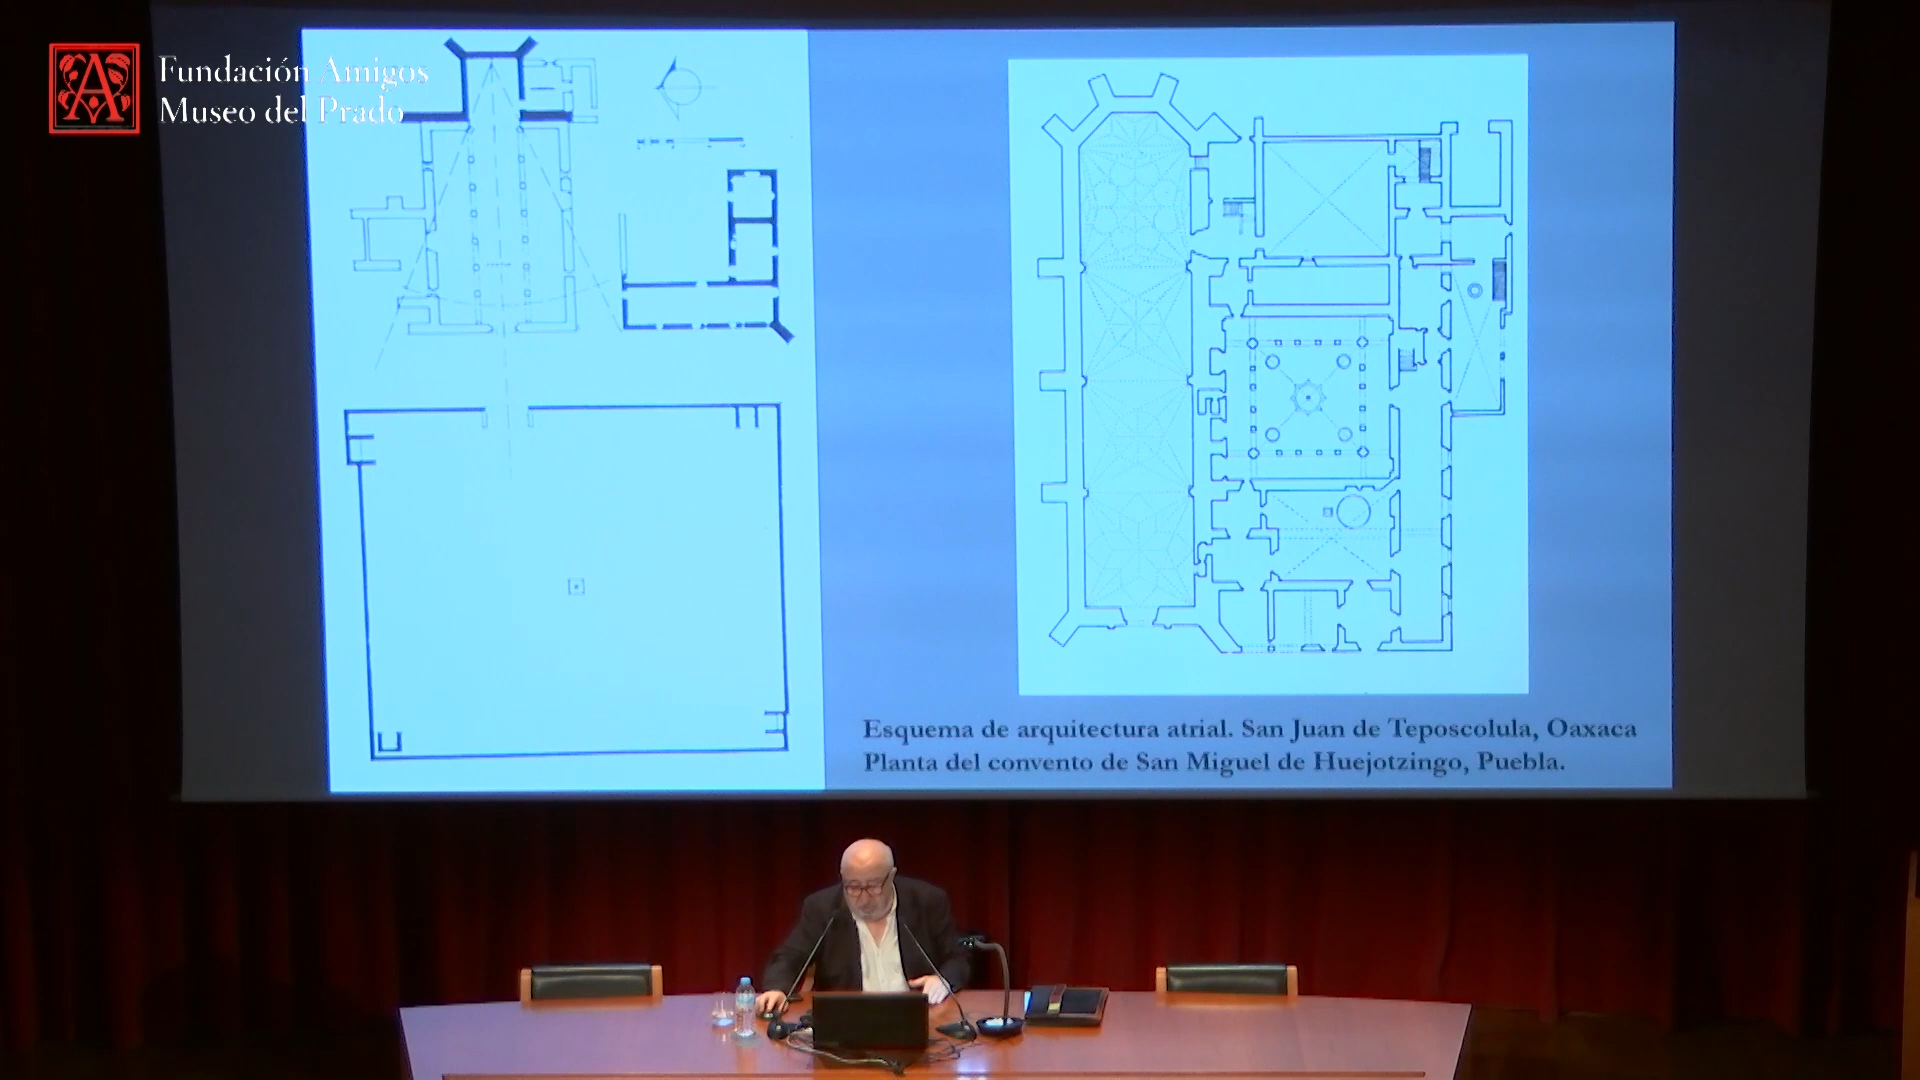 Fundación Amigos
Museo del Prado
A
Esquema de arquitectura atrial. San Juan de Teposcolula, Oaxaca
Planta del convento de San Miguel de Huejotzingo, Puebla.